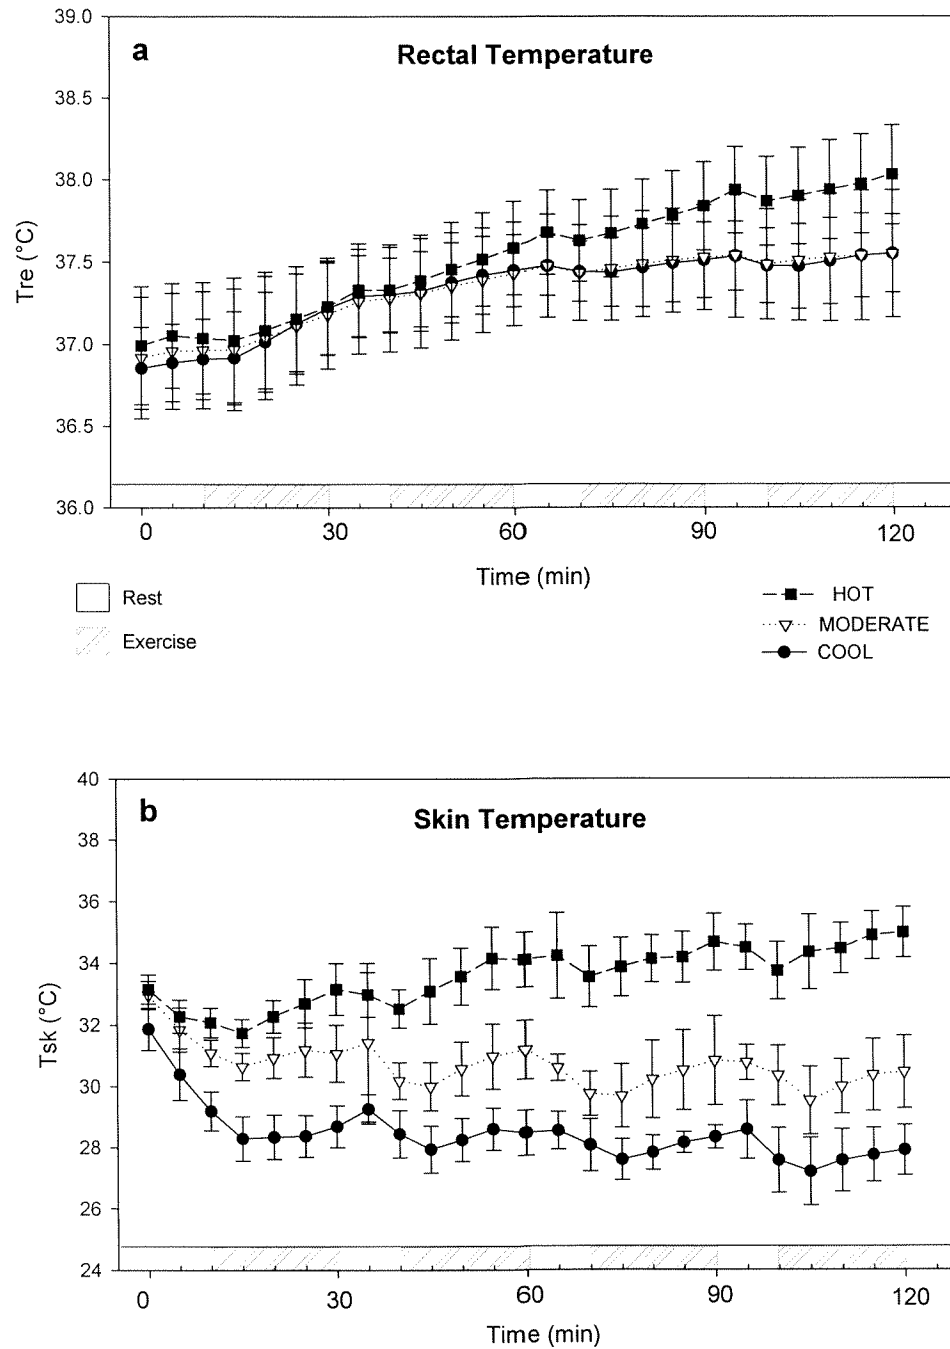 a
Rectal Temperature
39.0
38.5
38.0
37.5
37.0
36.5
36.0
Tre (°C)
0 30 60 90 120
Time (min)
Rest
Exercise
HOT
MODERATE
COOL
b
Skin Temperature
40
38
36
34
32
30
28
26
24
Tsk (°C)
0 30 60 90 120
Time (min)